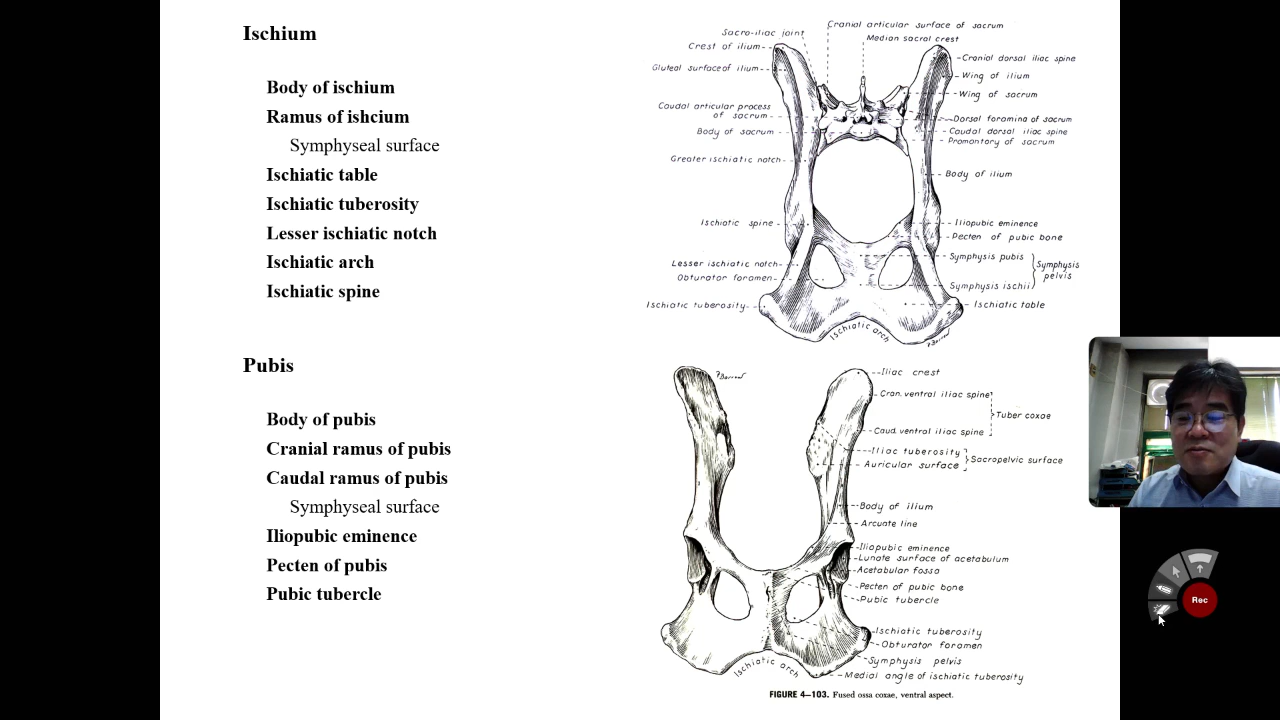 Ischium
Body of ischium
Ramus of ishcium
Symphyseal surface
Ischiatic table
Ischiatic tuberosity
Lesser ischiatic notch
Ischiatic arch
Ischiatic spine
Pubis
Body of pubis
Cranial ramus of pubis
Caudal ramus of pubis
Symphyseal surface
Iliopubic eminence
Pecten of pubis
Pubic tubercle
Cranial articular surface of sacrum
Sacro-iliac joint
Median sacral crest
Crest of ilium
Gluteal surface of ilium
Caudal articular process
of sacrum
Body of sacrum
Greater ischiatic notch
Ischiatic spine
Lesser ischiatic notch
Obturator foramen
Ischiatic tuberosity
Cranial dorsal iliac spine
Wing of ilium
Wing of sacrum
Dorsal foramina of sacrum
Caudal dorsal iliac spine
Promontory of sacrum
Body of ilium
Iliopubic eminence
Pecten of pubic bone
Symphysis pubis
Symphysis
pelvis
Symphysis ischii
Ischiatic table
Ischiatic arch
Iliac crest
Cran. ventral iliac spine
Tuber coxae
Caud. ventral iliac spine
Iliac tuberosity
Sacropelvic surface
Auricular surface
Body of ilium
Arcuate line
Iliopubic eminence
Lunate surface of acetabulum
Acetabular fossa
Pecten of pubic bone
Pubic tubercle
Ischiatic tuberosity
Obturator foramen
Symphysis pelvis
Medial angle of ischiatic tuberosity
Ischiatic arch
FIGURE 4–103. Fused ossa coxae, ventral aspect.
Rec